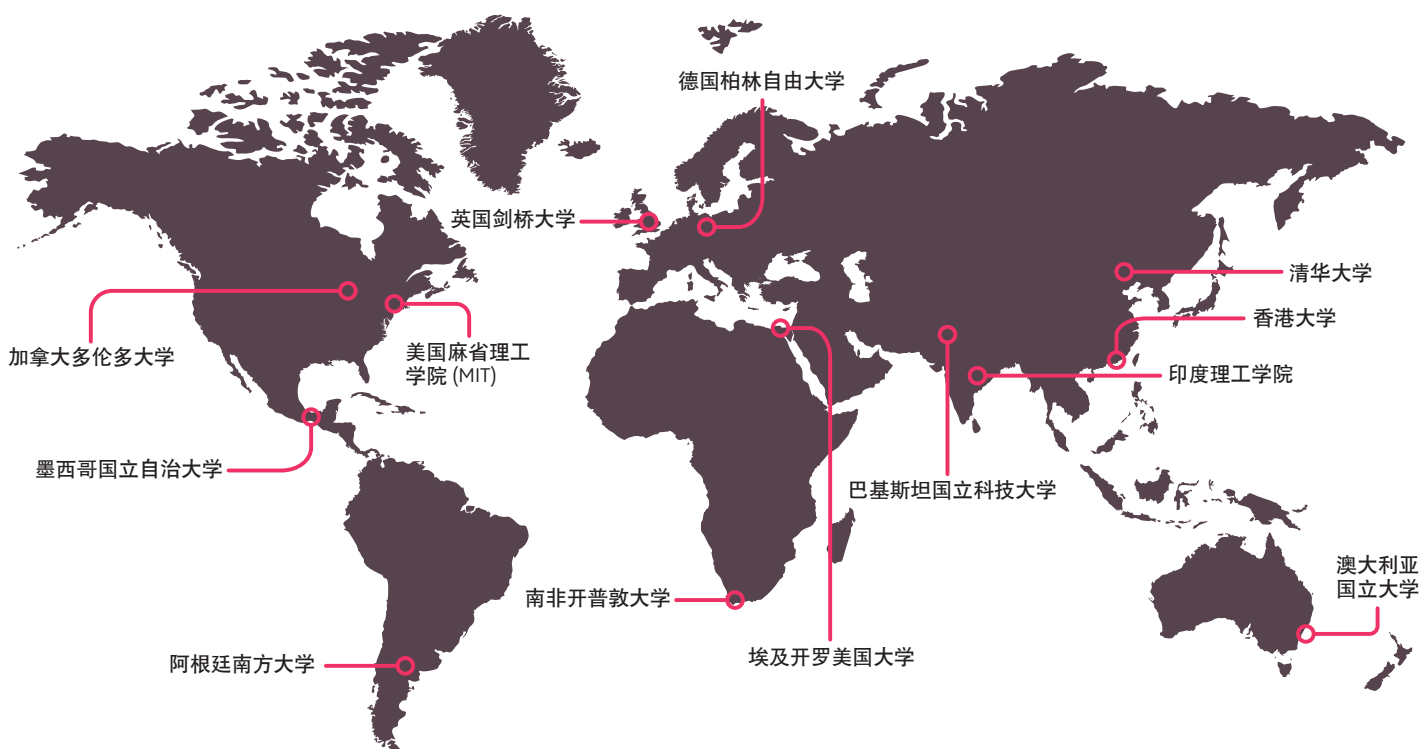 德国柏林自由大学
英国剑桥大学
清华大学
香港大学
加拿大多伦多大学
美国麻省理工
学院 (MIT)
印度理工学院
墨西哥国立自治大学
巴基斯坦国立科技大学
澳大利亚
国立大学
南非开普敦大学
埃及开罗美国大学
阿根廷南方大学